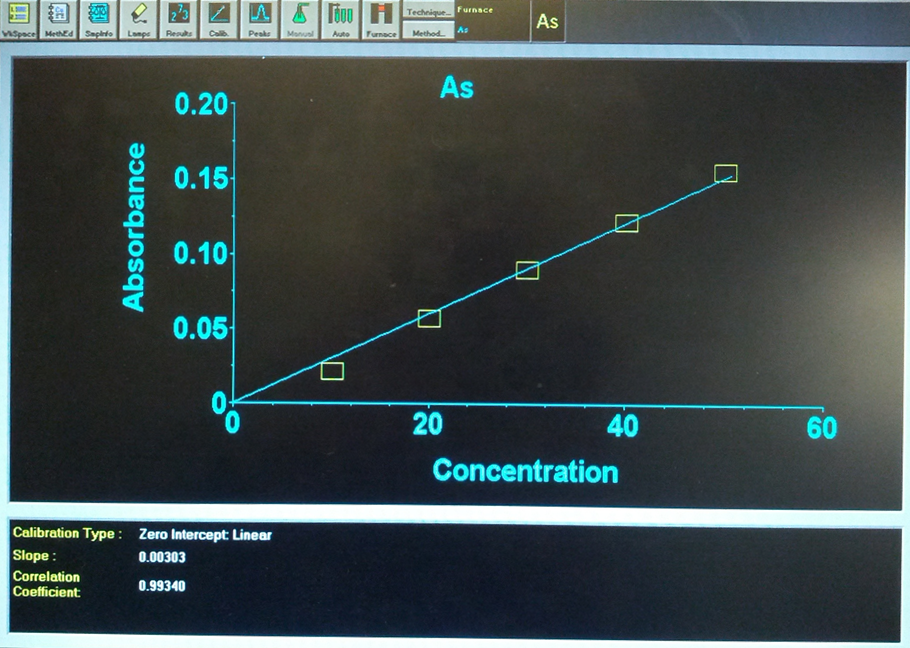 WkSpace MethEd SmpInfo Lamps Results Calib. Peaks Manual Auto Furnace Technique... Method...
Furnace
As
As
As
Absorbance
0.20
0.15
0.10
0.05
0
0 20 40 60
Concentration
Calibration Type : Zero Intercept: Linear
Slope : 0.00303
Correlation
Coefficient: 0.99340